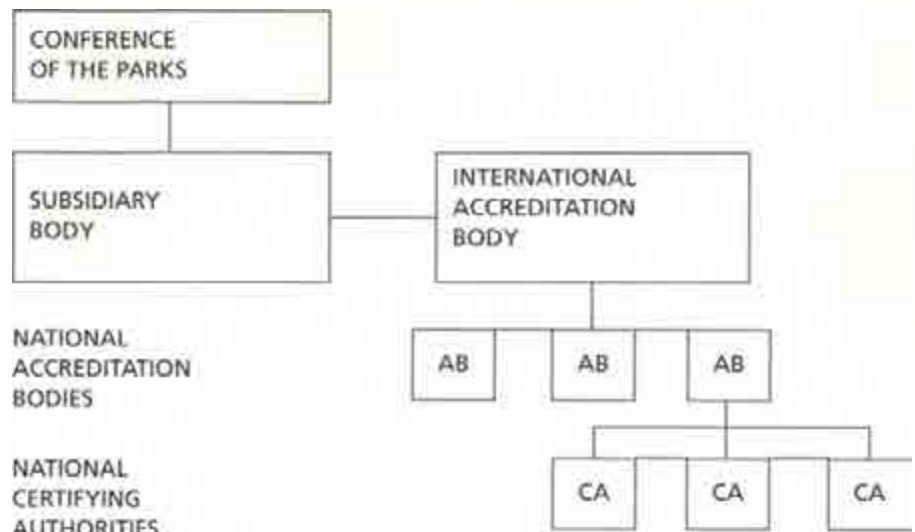 CONFERENCE
OF THE PARKS
SUBSIDIARY
BODY
INTERNATIONAL
ACCREDITATION
BODY
NATIONAL
ACCREDITATION
BODIES
AB AB AB
NATIONAL
CERTIFYING
AUTHORITIES
CA CA CA